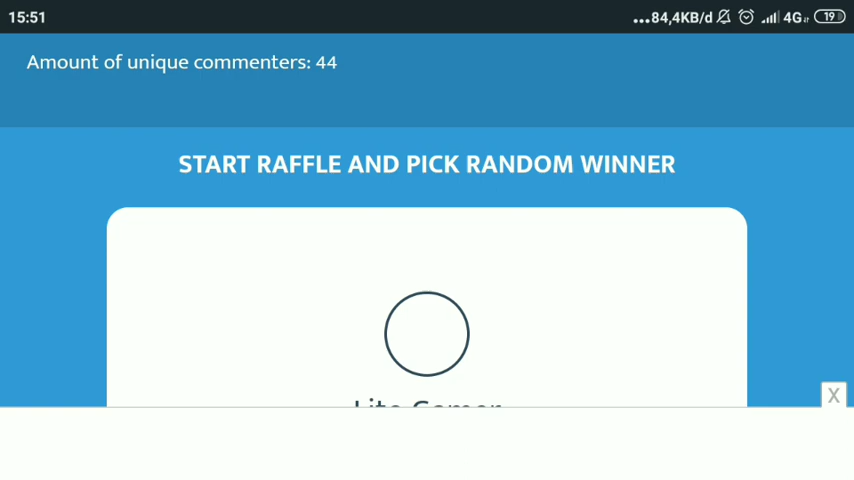 15:51
...84,4KB/d 4G 19
Amount of unique commenters: 44
START RAFFLE AND PICK RANDOM WINNER
X